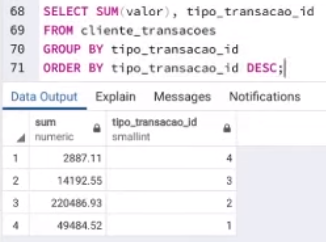 68 SELECT SUM(valor), tipo_transacao_id
69 FROM cliente_transacoes
70 GROUP BY tipo_transacao_id
71 ORDER BY tipo_transacao_id DESC;
Data Output Explain Messages Notifications
sum tipo_transacao_id
numeric smallint
1 2887.11 4
2 14192.55 3
3 220486.93 2
4 49484.52 1